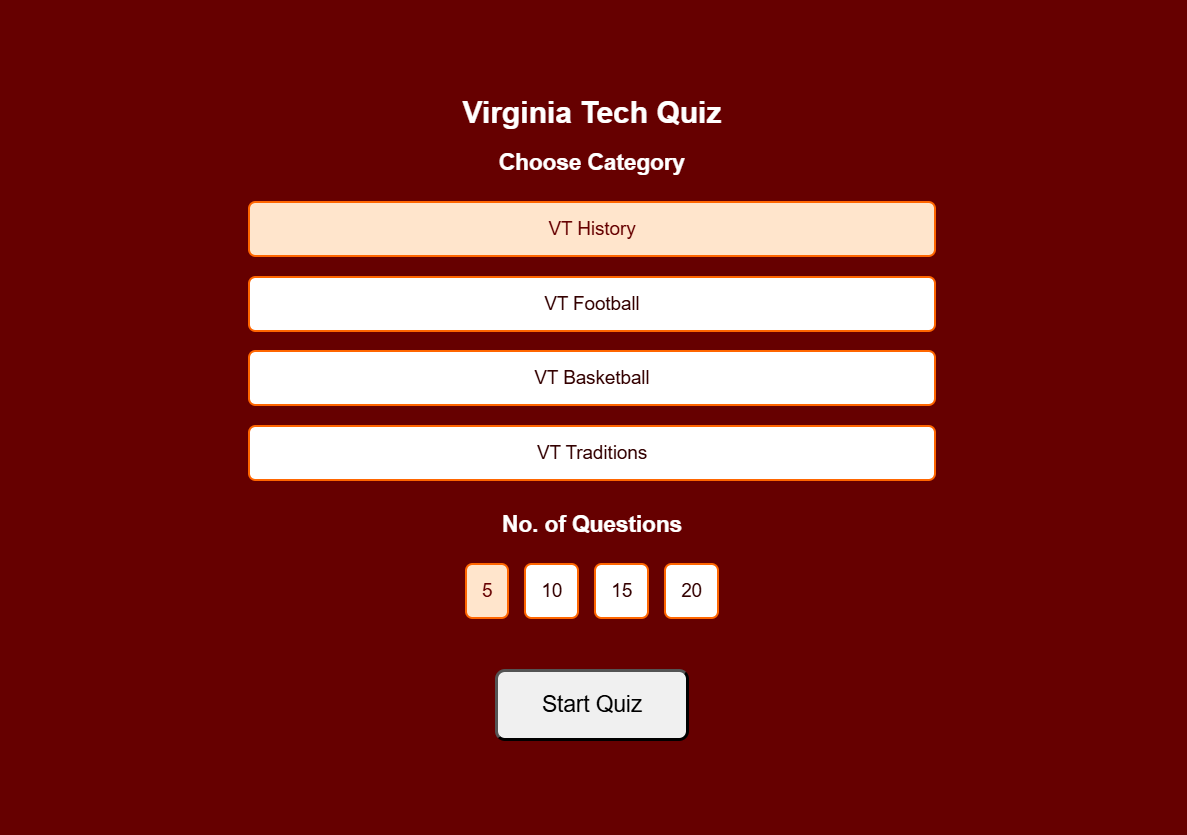 Virginia Tech Quiz
Choose Category
VT History
VT Football
VT Basketball
VT Traditions
No. of Questions
5 10 15 20
Start Quiz